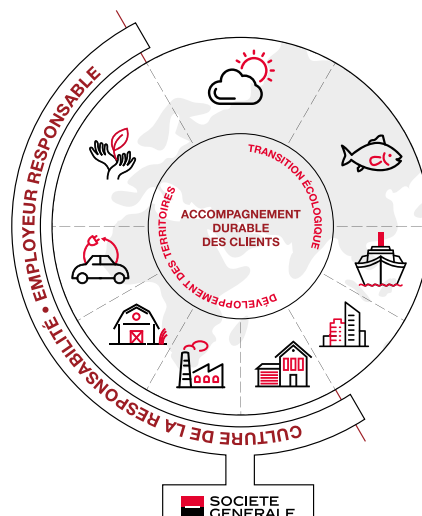 CULTURE DE LA RESPONSABILITÉ • EMPLOYEUR RESPONSABLE
TRANSITION ÉCOLOGIQUE
DÉVELOPPEMENT DES TERRITOIRES
ACCOMPAGNEMENT
DURABLE
DES CLIENTS
SOCIETE
GENERALE